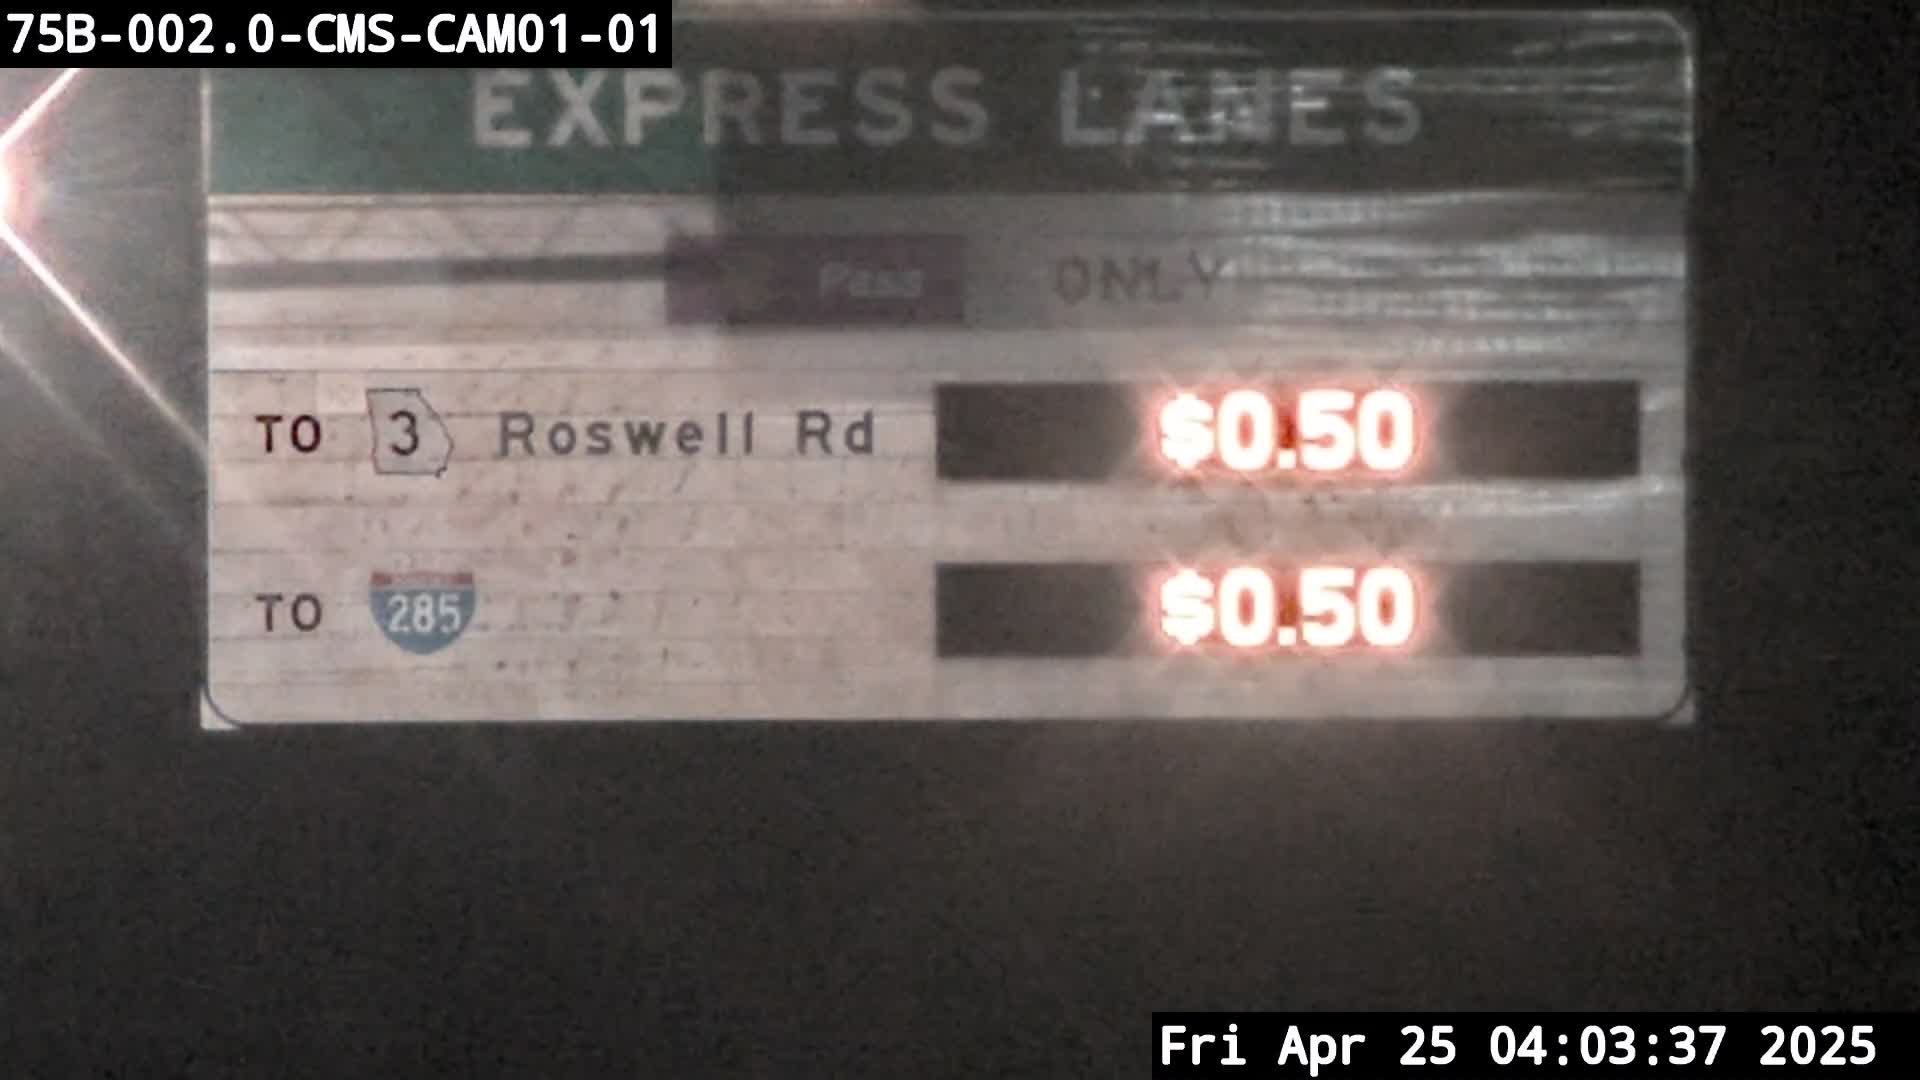 75B-002.0-CMS-CAM01-01
EXPRESS LANES
Pass ONLY
TO 3 Roswell Rd $0.50
TO 285 $0.50
Fri Apr 25 04:03:37 2025